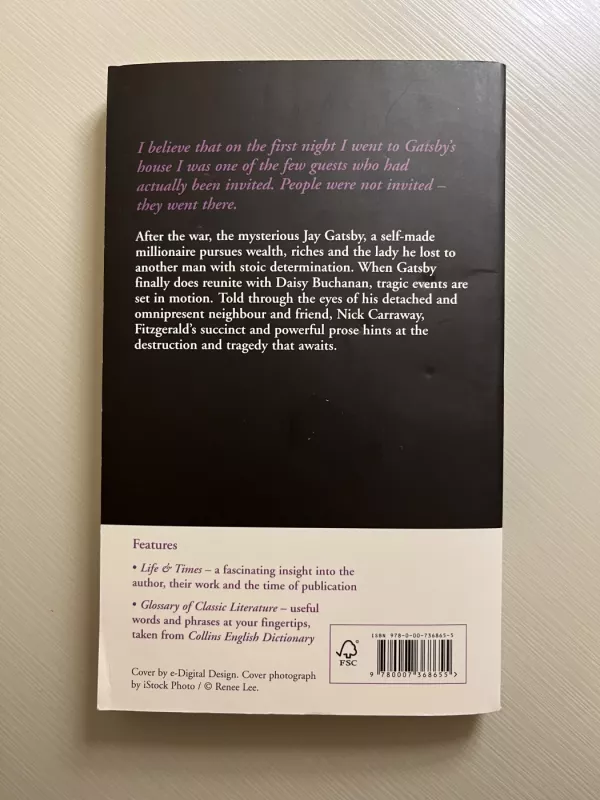 I believe that on the first night I went to Gatsby's
house I was one of the few guests who had
actually been invited. People were not invited –
they went there.
After the war, the mysterious Jay Gatsby, a self-made
millionaire pursues wealth, riches and the lady he lost to
another man with stoic determination. When Gatsby
finally does reunite with Daisy Buchanan, tragic events are
set in motion. Told through the eyes of his detached and
omnipresent neighbour and friend, Nick Carraway,
Fitzgerald's succinct and powerful prose hints at the
destruction and tragedy that awaits.
Features
• Life & Times – a fascinating insight into the
author, their work and the time of publication
• Glossary of Classic Literature – useful
words and phrases at your fingertips,
taken from Collins English Dictionary
Cover by e-Digital Design. Cover photograph
by iStock Photo / © Renee Lee.
FSC
ISBN 978-0-00-736865-5
9 780007 368655 >